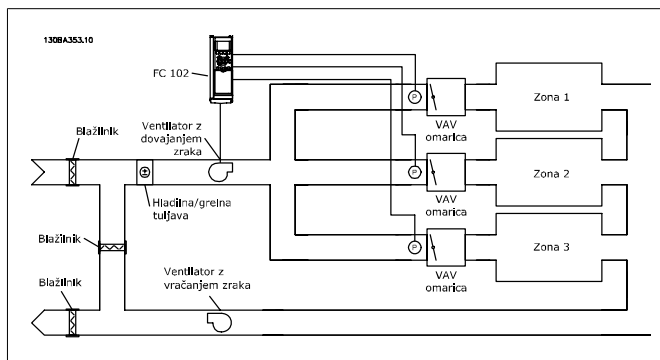 130BA353.10
FC 102
Blažilnik
Ventilator z
dovajanjem
zraka
Hladilna/grelna
tuljava
Blažilnik
Blažilnik
Ventilator z
vračanjem zraka
P
VAV
omarica
Zona 1
P
VAV
omarica
Zona 2
P
VAV
omarica
Zona 3